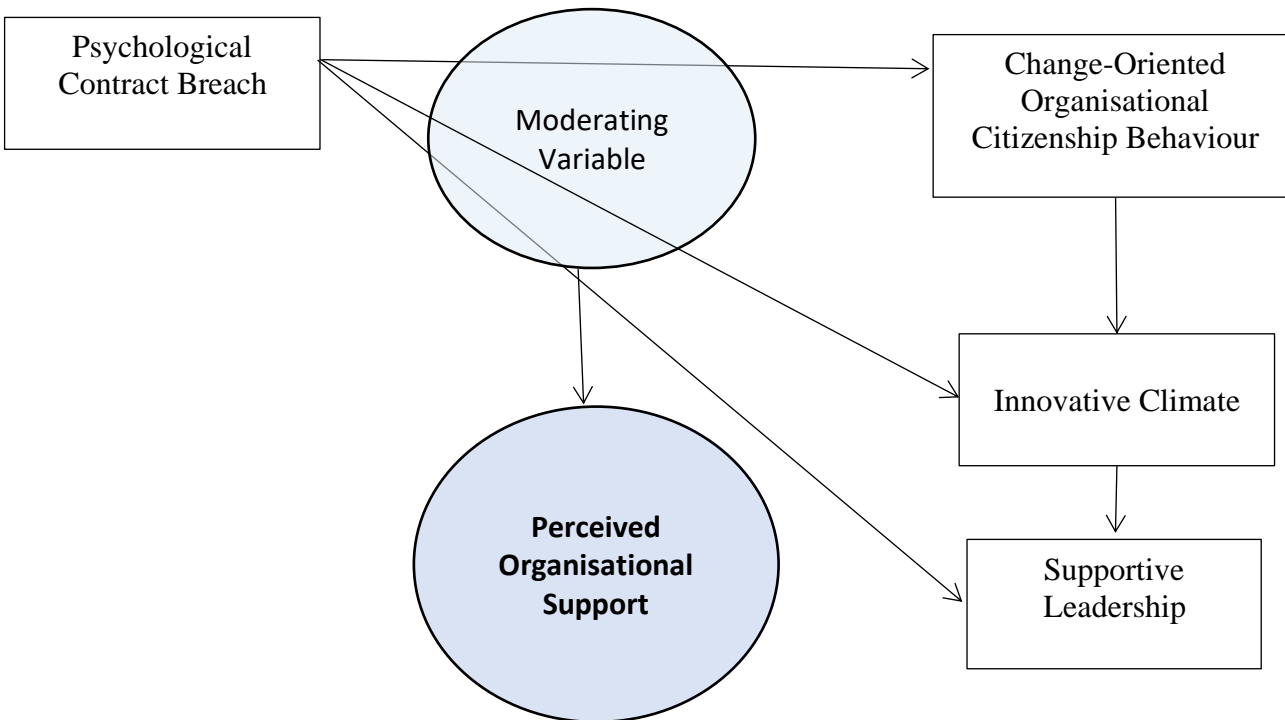 Psychological
Contract Breach
Moderating
Variable
Change-Oriented
Organisational
Citizenship Behaviour
Innovative Climate
Perceived
Organisational
Support
Supportive
Leadership